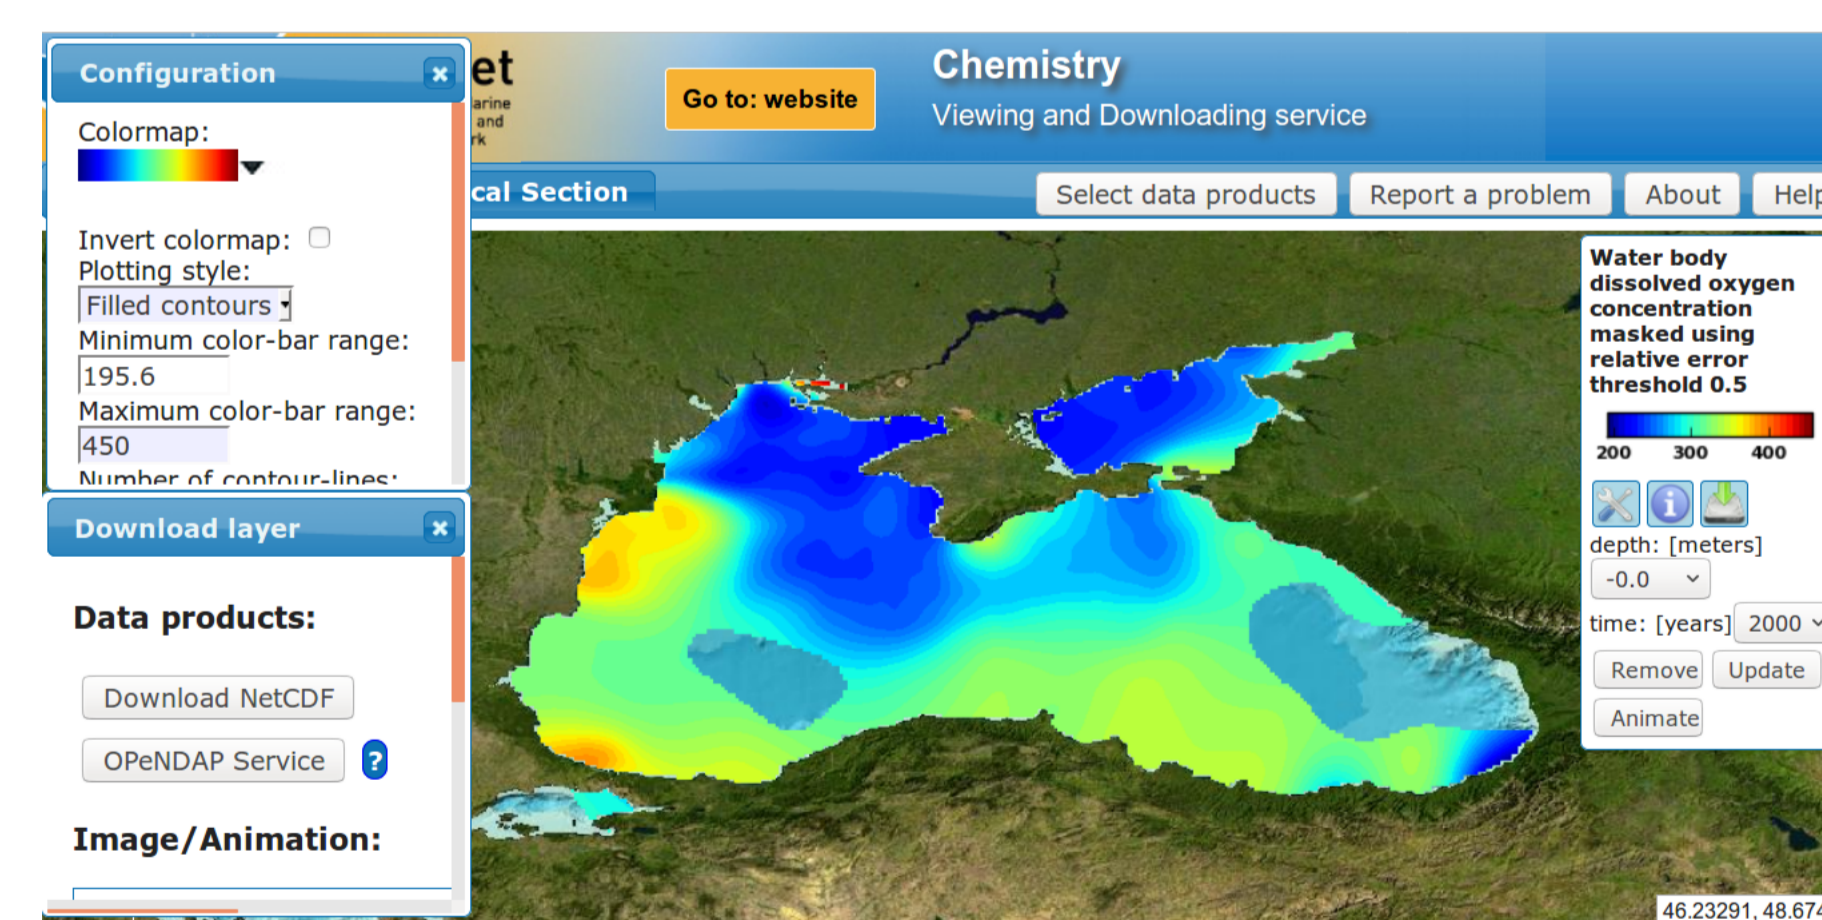 Configuration
Colormap:
Invert colormap:
Plotting style:
Filled contours
Minimum color-bar range:
195.6
Maximum color-bar range:
450
Number of contour-lines:
Download layer
Data products:
Download NetCDF
OPeNDAP Service
?
Image/Animation:
et
arine
and
rk
Go to: website
Chemistry
Viewing and Downloading service
cal Section
Select data products
Report a problem
About
Help
Water body
dissolved oxygen
concentration
masked using
relative error
threshold 0.5
200 300 400
depth: [meters]
-0.0
time: [years] 2000
Remove Update
Animate
46.23291, 48.674